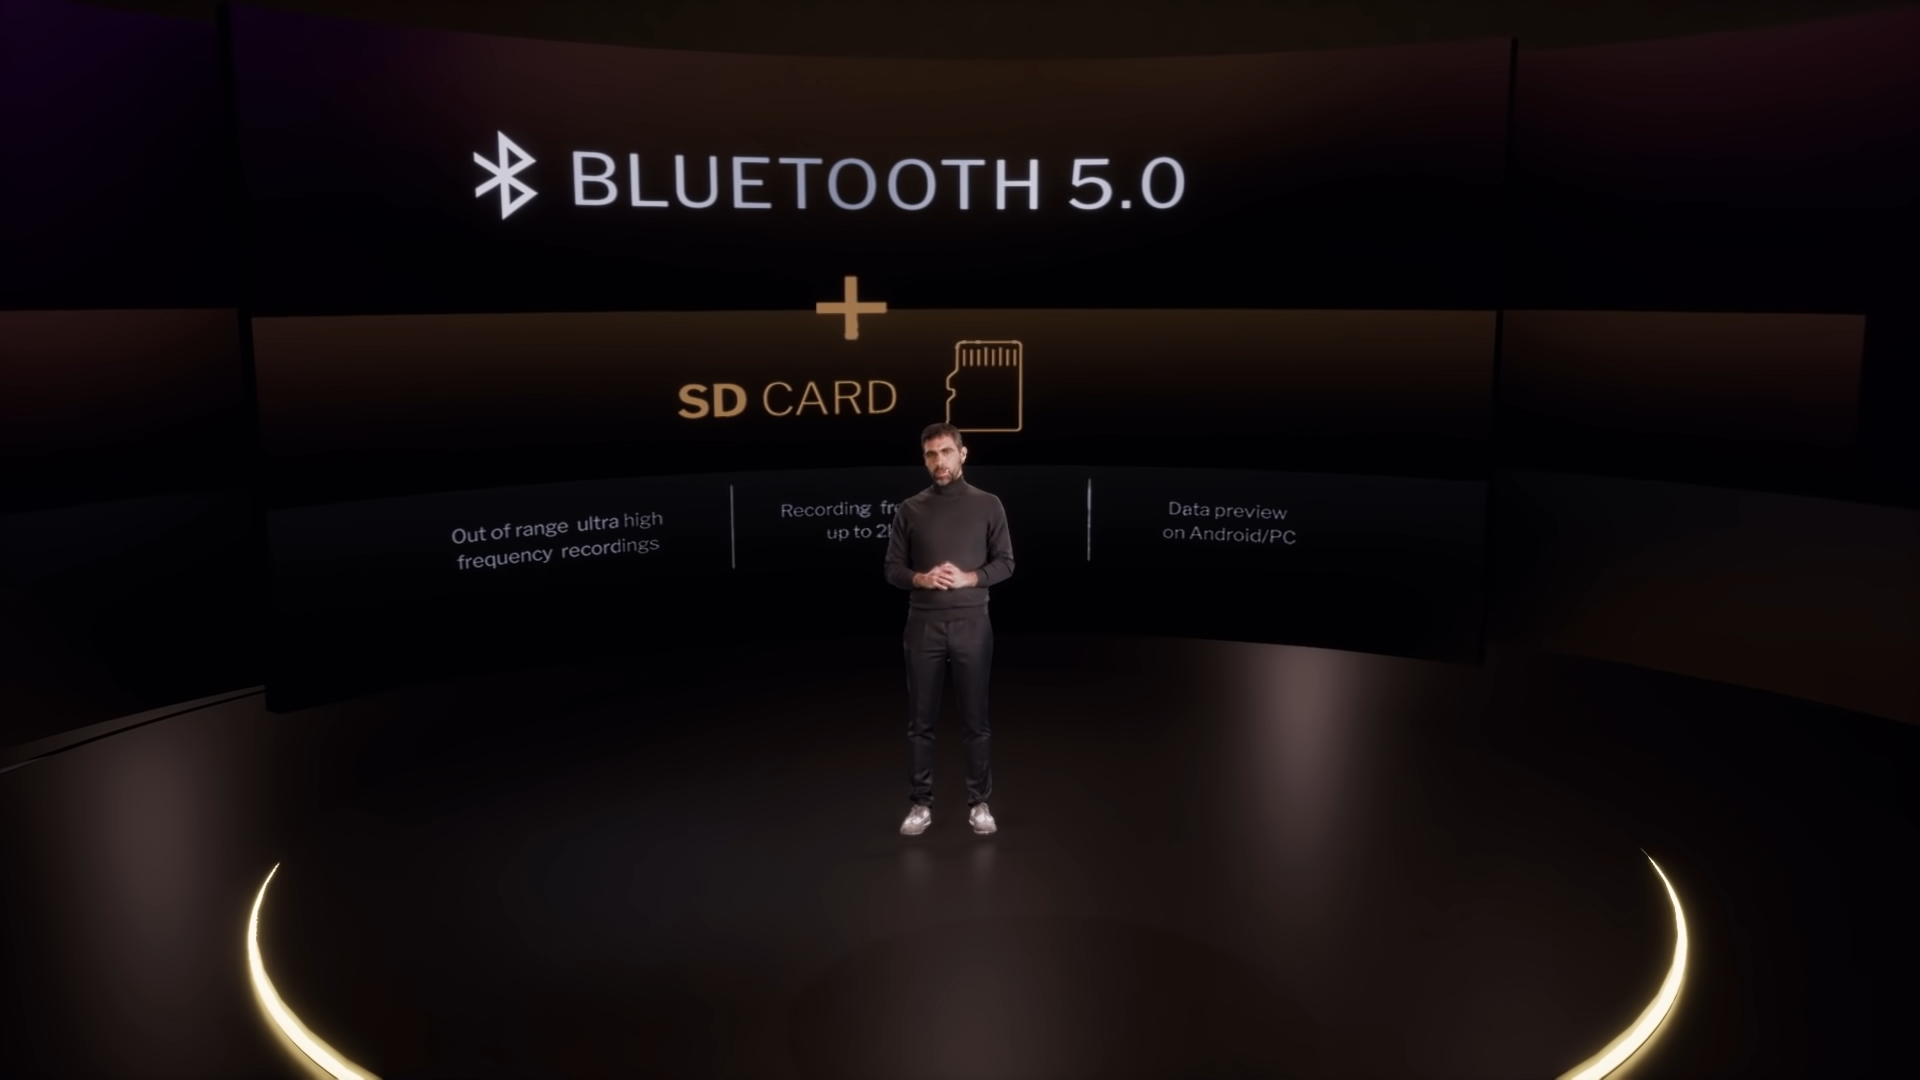 BLUETOOTH 5.0
+
SD CARD
Out of range ultra high
frequency recordings
Recording
up to
Data preview
on Android/PC